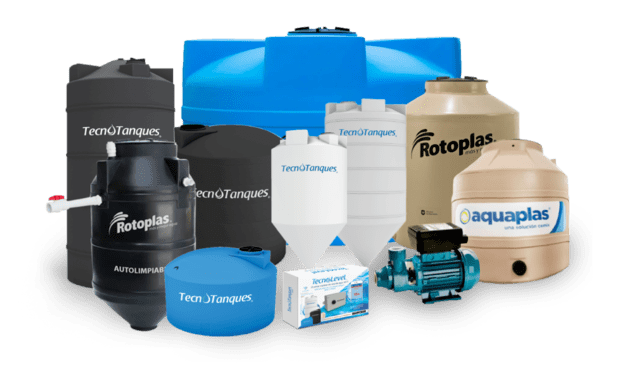 TecnoTanques
TecnoTanques
Rotoplas
TecnoTanques
TecnoTanques
Rotoplas
aquaplas
AUTOLIMPIAB
TecnoTanques
TecnoLevel